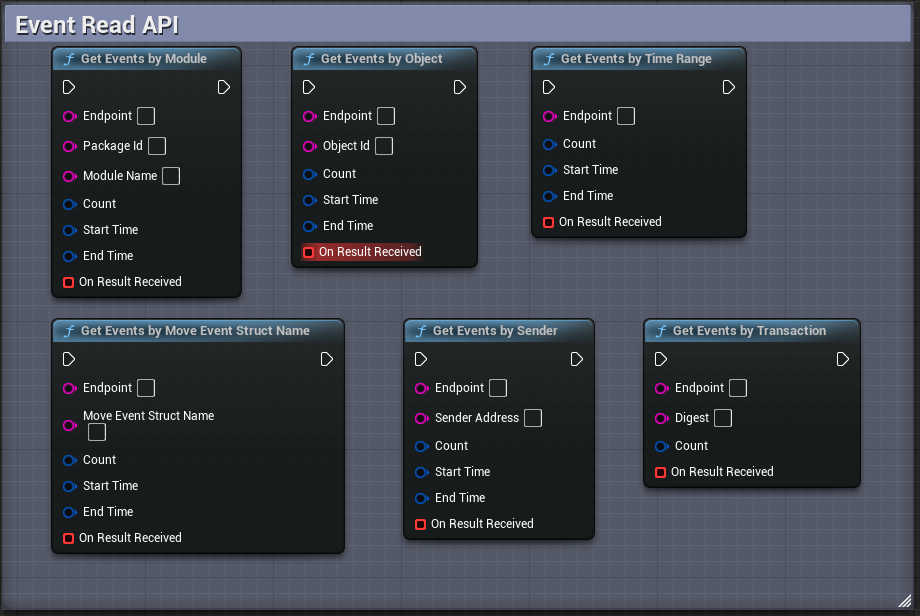 Event Read API
f Get Events by Module
Endpoint
Package Id
Module Name
Count
Start Time
End Time
On Result Received
f Get Events by Object
Endpoint
Object Id
Count
Start Time
End Time
On Result Received
f Get Events by Time Range
Endpoint
Count
Start Time
End Time
On Result Received
f Get Events by Move Event Struct Name
Endpoint
Move Event Struct Name
Count
Start Time
End Time
On Result Received
f Get Events by Sender
Endpoint
Sender Address
Count
Start Time
End Time
On Result Received
f Get Events by Transaction
Endpoint
Digest
Count
On Result Received